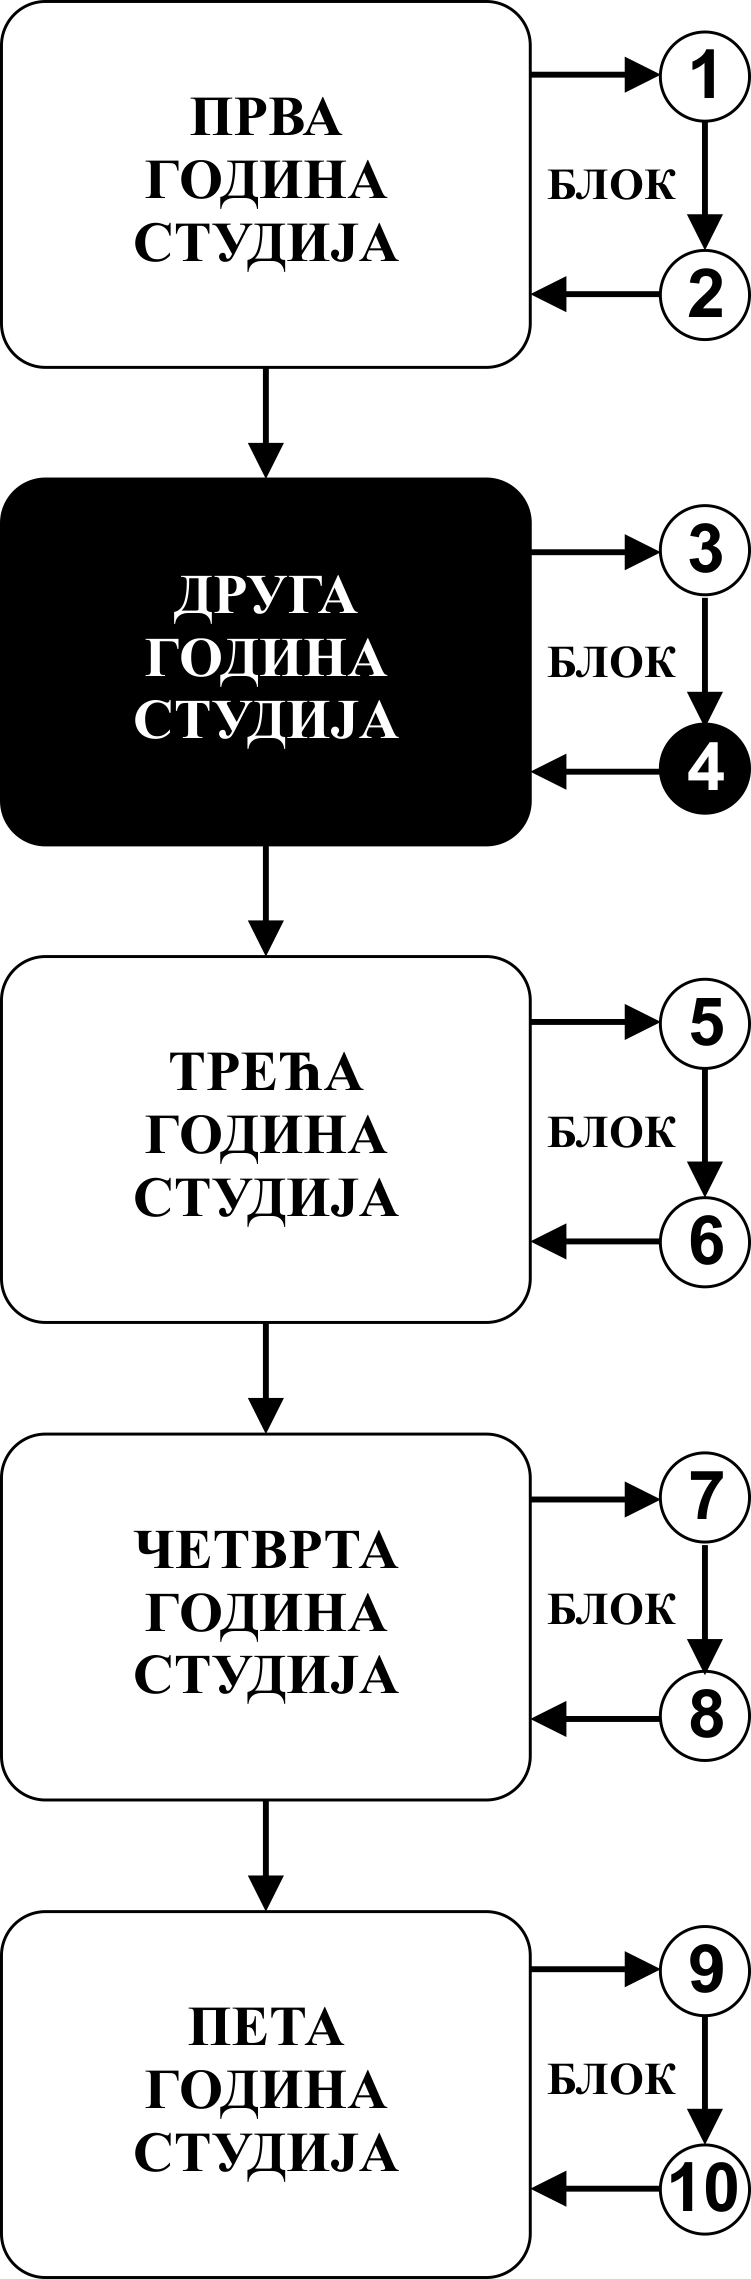 ПРВА
ГОДИНА
СТУДИЈА
1
БЛОК
2
ДРУГА
ГОДИНА
СТУДИЈА
3
БЛОК
4
ТРЕЋА
ГОДИНА
СТУДИЈА
5
БЛОК
6
ЧЕТВРТА
ГОДИНА
СТУДИЈА
7
БЛОК
8
ПЕТА
ГОДИНА
СТУДИЈА
9
БЛОК
10